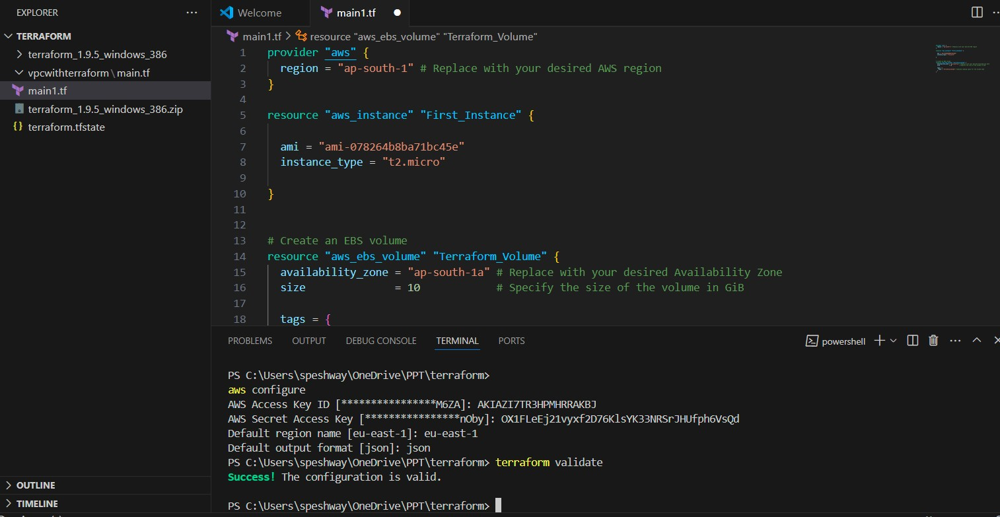 EXPLORER
Welcome
main1.tf
TERRAFORM
terraform_1.9.5_windows_386
vpcwithterraform \ main.tf
main1.tf
terraform_1.9.5_windows_386.zip
terraform.tfstate
OUTLINE
TIMELINE
main1.tf > resource "aws_ebs_volume" "Terraform_Volume"
1 provider "aws" {
2 region = "ap-south-1" # Replace with your desired AWS region
3 }
4
5 resource "aws_instance" "First_Instance" {
6
7 ami = "ami-078264b8ba71bc45e"
8 instance_type = "t2.micro"
9
10 }
11
12
13 # Create an EBS volume
14 resource "aws_ebs_volume" "Terraform_Volume" {
15 availability_zone = "ap-south-1a" # Replace with your desired Availability Zone
16 size = 10 # Specify the size of the volume in GiB
17
18 tags = {
PROBLEMS OUTPUT DEBUG CONSOLE TERMINAL PORTS
powershell
PS C:\Users\speshway\OneDrive\PPT\terraform>
aws configure
AWS Access Key ID [****************M6ZA]: AKIAZI7TR3HPMHRRAKBJ
AWS Secret Access Key [****************nOby]: 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
Default region name [eu-east-1]: eu-east-1
Default output format [json]: json
PS C:\Users\speshway\OneDrive\PPT\terraform> terraform validate
Success! The configuration is valid.
PS C:\Users\speshway\OneDrive\PPT\terraform>